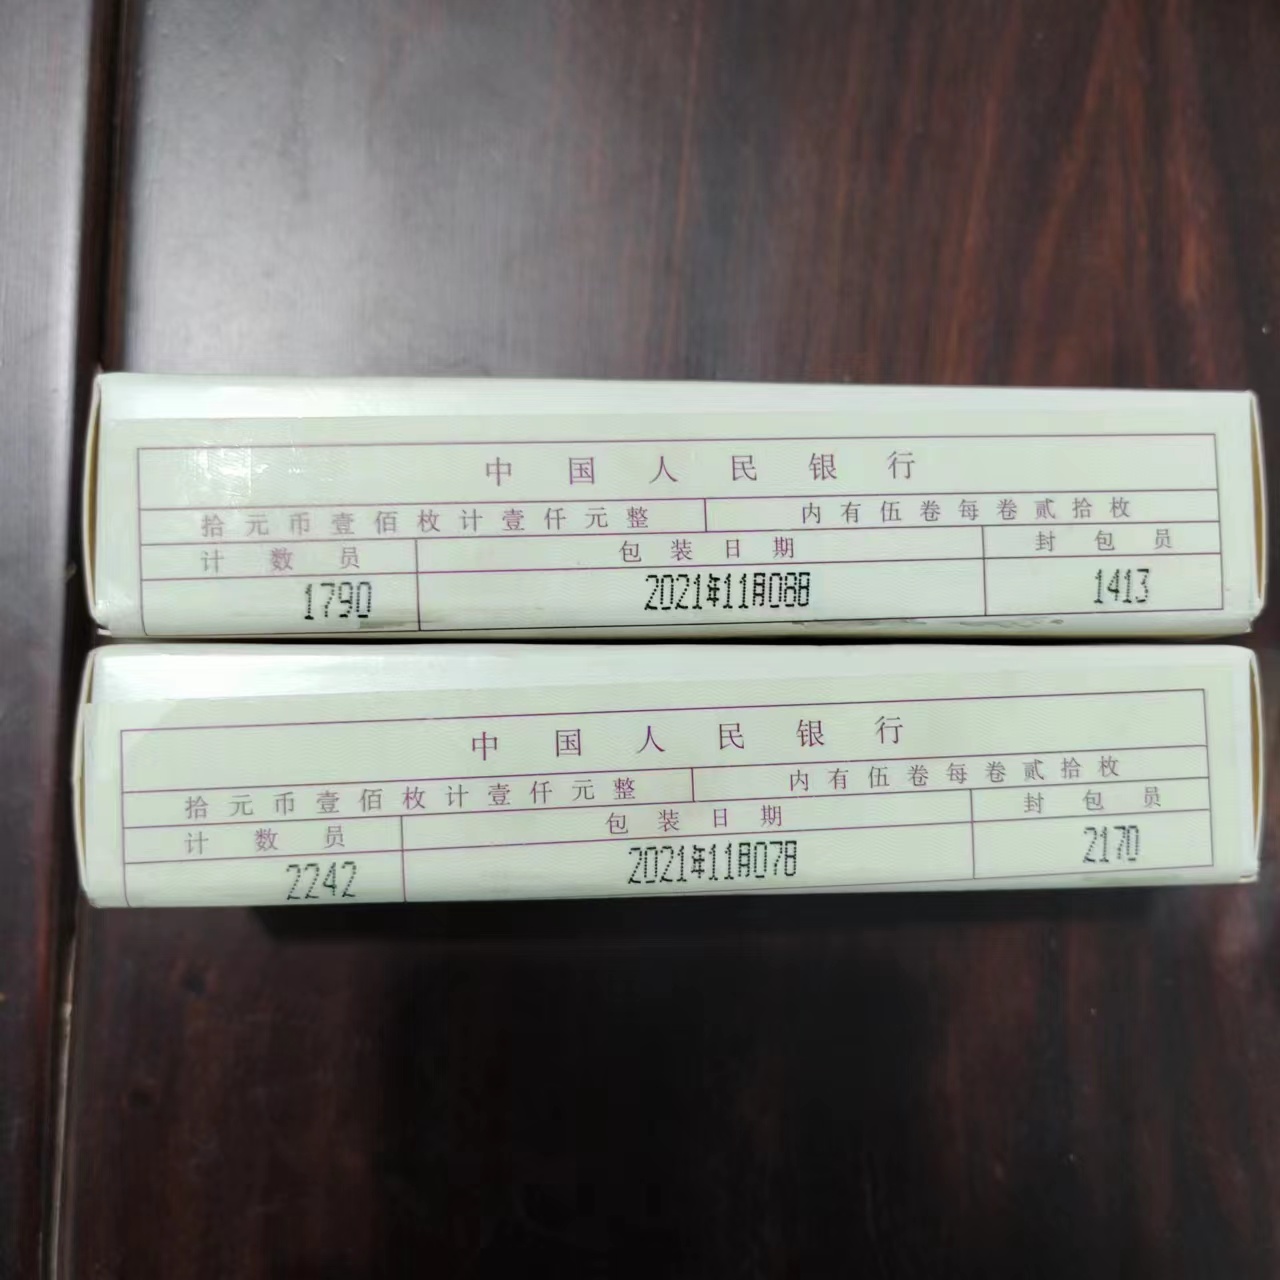 中国人民银行
拾元币壹佰枚计壹仟元整 内有伍卷每卷贰拾枚
计数员 包装日期 封包员
1790 2021年11月08日 1413
中国人民银行
拾元币壹佰枚计壹仟元整 内有伍卷每卷贰拾枚
计数员 包装日期 封包员
2242 2021年11月07日 2170